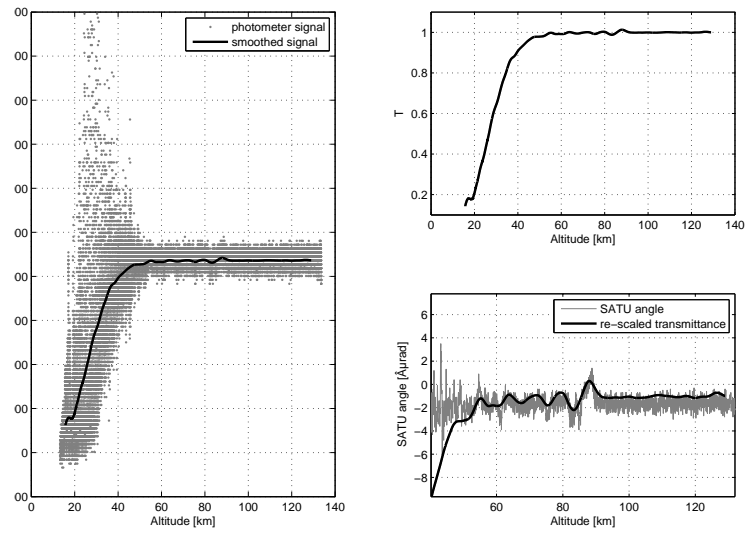 photometer signal
smoothed signal
00
00
00
00
00
00
00
00
00
00
0
00
0 20 40 60 80 100 120 140
Altitude [km]
T
1
0.8
0.6
0.4
0.2
0 20 40 60 80 100 120 140
Altitude [km]
SATU angle
re-scaled transmittance
SATU angle [Âµrad]
6
4
2
0
−2
−4
−6
−8
60 80 100 120
Altitude [km]